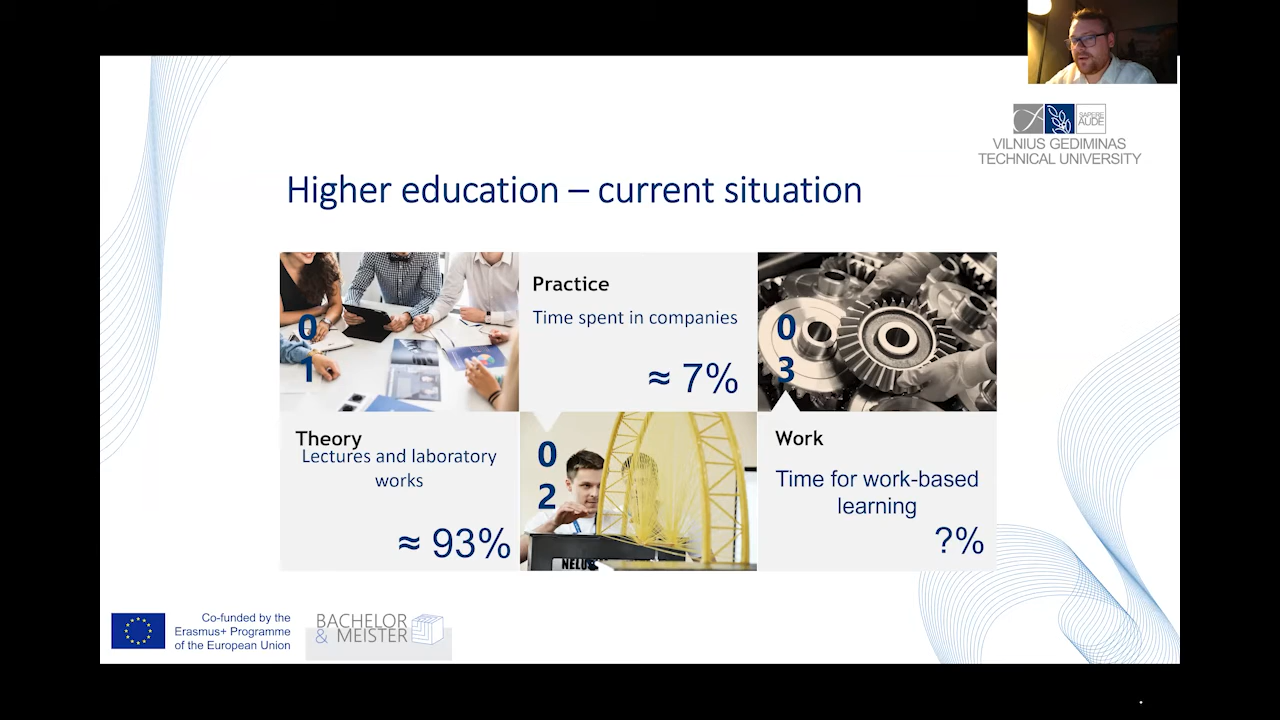 SAPERE
AUDE
VILNIUS GEDIMINAS
TECHNICAL UNIVERSITY
Higher education – current situation
0
1
Theory
Lectures and laboratory
works
≈ 93%
Practice
Time spent in companies
≈ 7%
0
2
0
3
Work
Time for work-based
learning
?%
Co-funded by the
Erasmus+ Programme
of the European Union
BACHELOR
& MEISTER